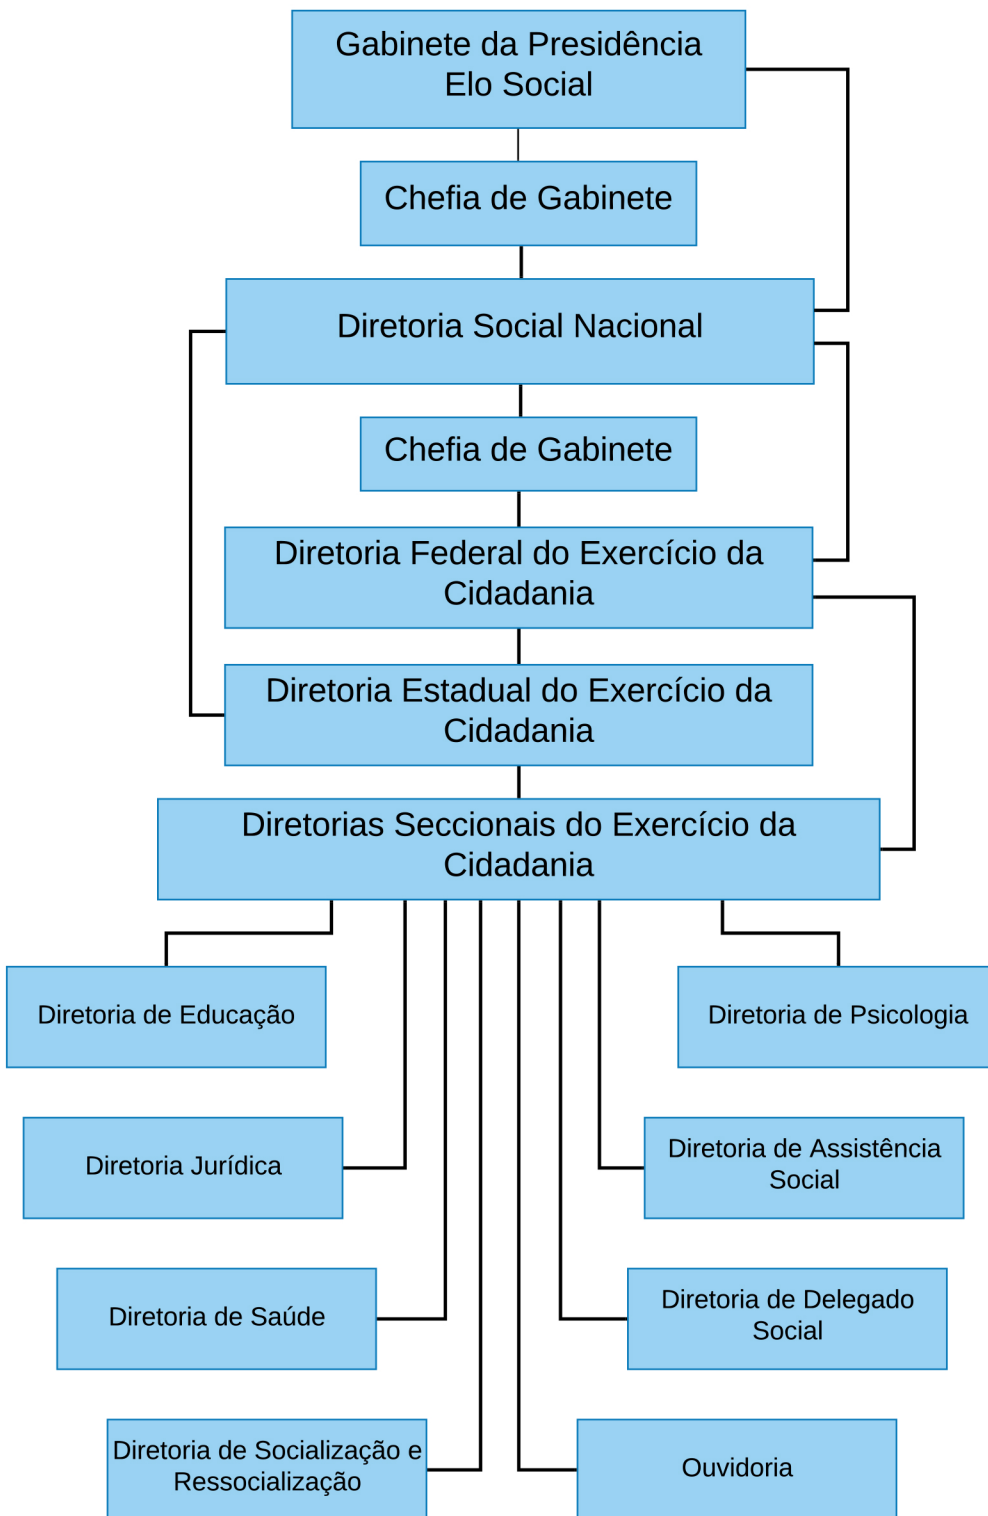 Gabinete da Presidência
Elo Social
Chefia de Gabinete
Diretoria Social Nacional
Chefia de Gabinete
Diretoria Federal do Exercício da
Cidadania
Diretoria Estadual do Exercício da
Cidadania
Diretorias Seccionais do Exercício da
Cidadania
Diretoria de Educação
Diretoria de Psicologia
Diretoria Jurídica
Diretoria de Assistência
Social
Diretoria de Saúde
Diretoria de Delegado
Social
Diretoria de Socialização e
Ressocialização
Ouvidoria